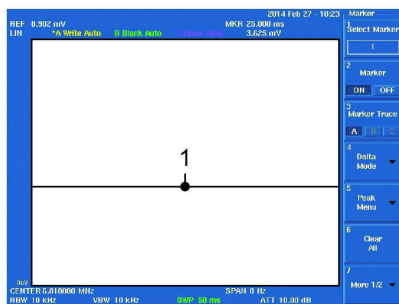 2014 Feb 27 - 10:23
REF 8.902 mV
MKR 25.000 ms
LIN
*A Write Auto
B Blank Auto
C Blank Auto
3.625 mV
1
0uV
CENTER 6.810000 MHz
SPAN 0 Hz
RBW 10 kHz
VBW 10 kHz
SWP 50 ms
ATT 10.00 dB
Marker
1
Select Marker
1
2
Marker
ON OFF
3
Marker Trace
A B C
4
Delta
Mode
5
Peak
Menu
6
Clear
All
7
More 1/2